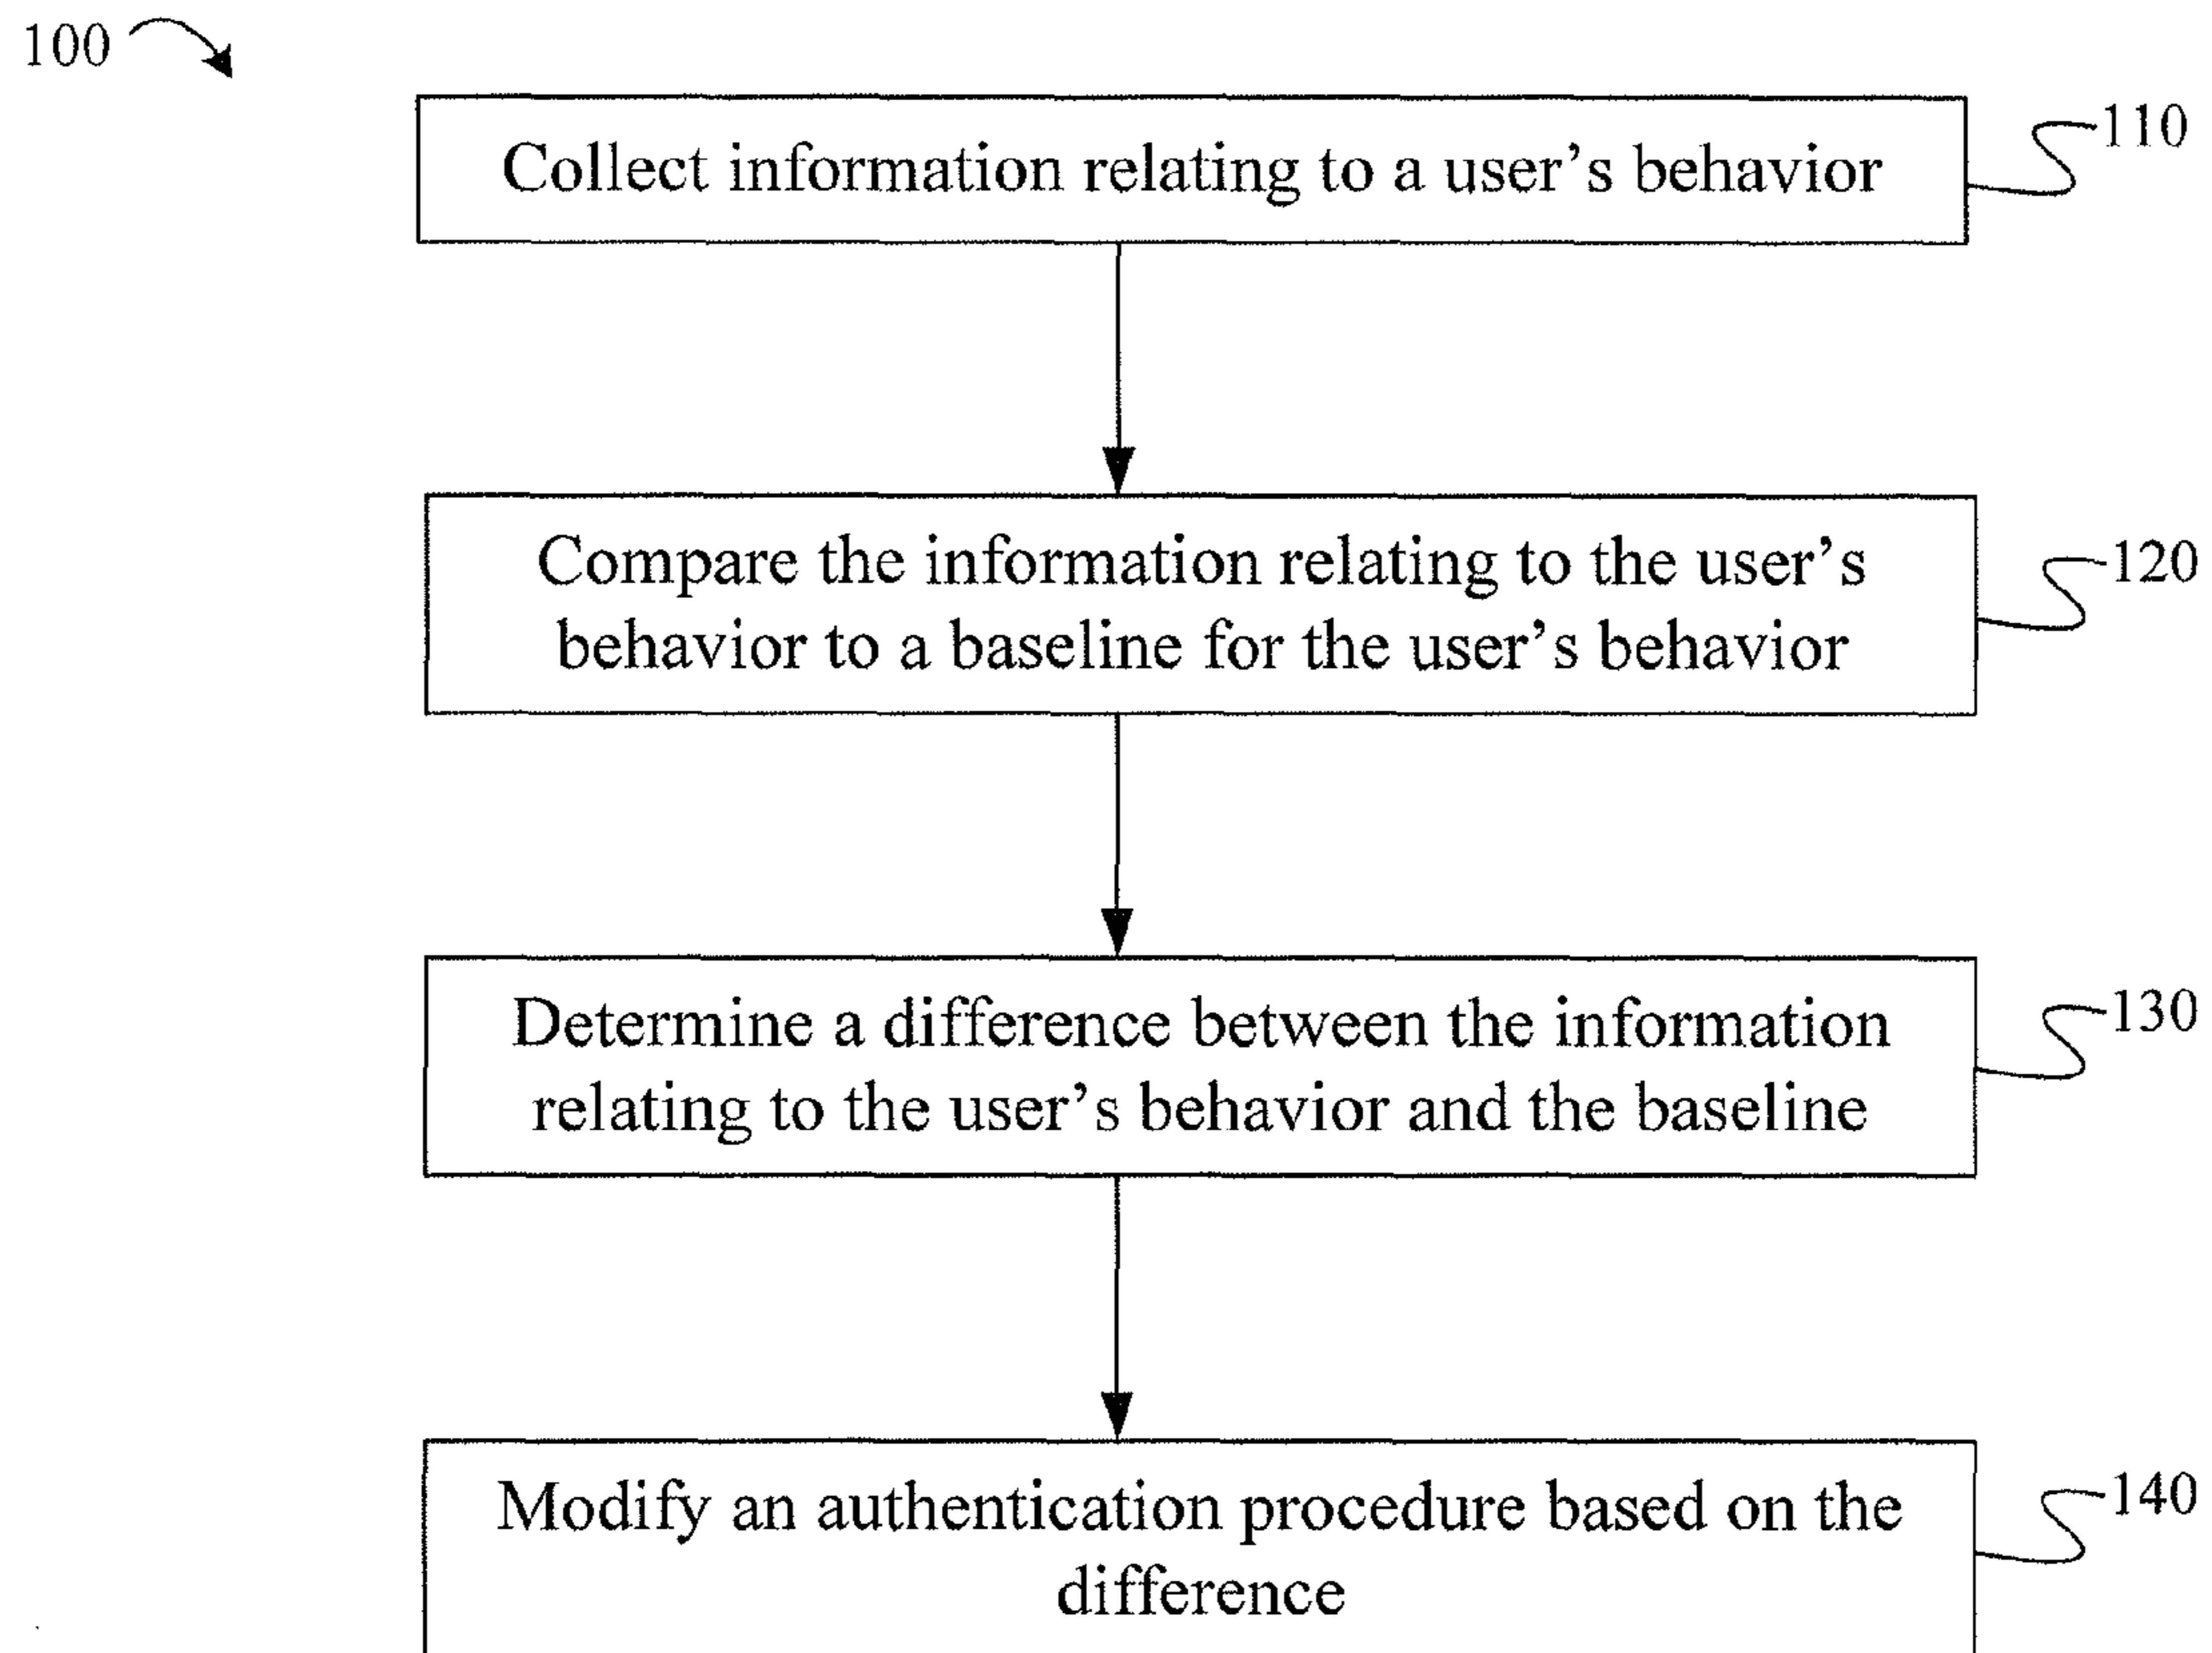 100
Collect information relating to a user's behavior
110
Compare the information relating to the user's
behavior to a baseline for the user's behavior
120
Determine a difference between the information
relating to the user's behavior and the baseline
130
Modify an authentication procedure based on the
difference
140